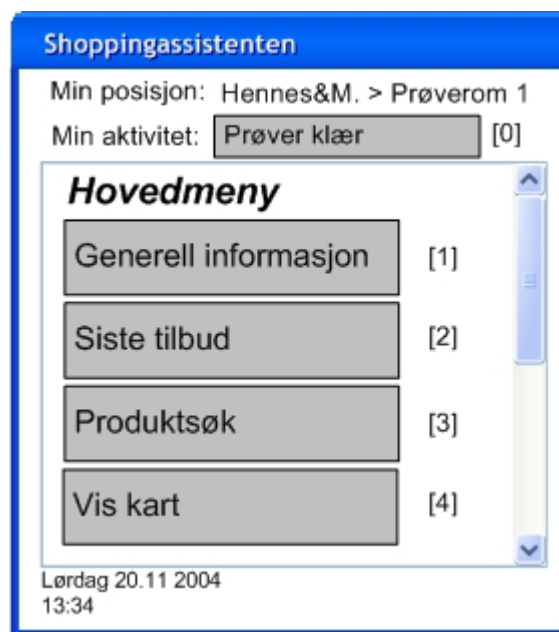 Shoppingassistenten
Min posisjon: Hennes&M. > Prøverom 1
Min aktivitet: Prøver klær [0]
Hovedmeny
Generell informasjon [1]
Siste tilbud [2]
Produktsøk [3]
Vis kart [4]
Lørdag 20.11 2004
13:34